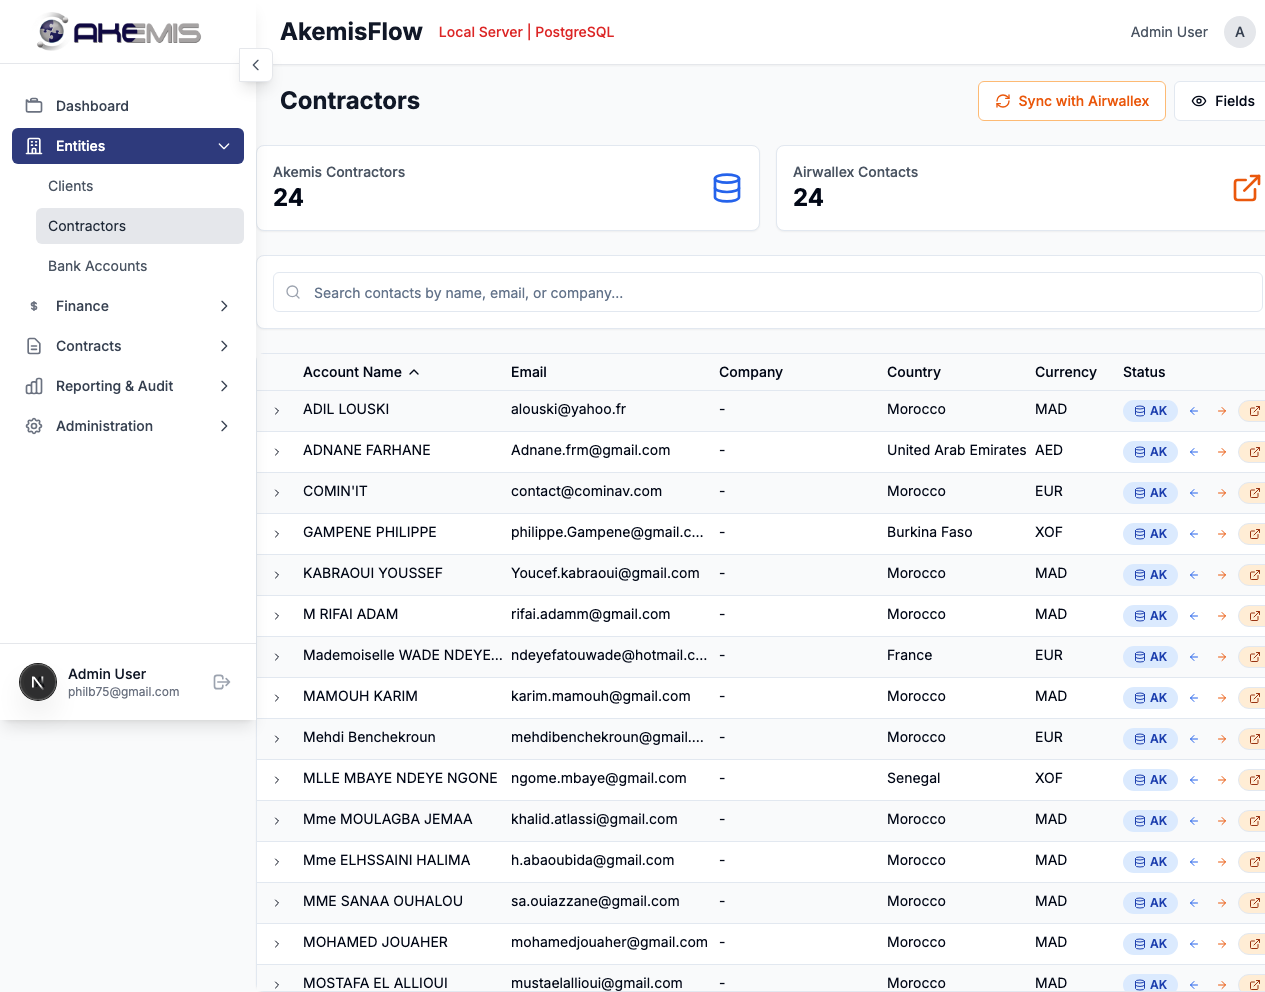 AKEMIS
AkemisFlow
Local Server | PostgreSQL
Admin User
A
Dashboard
Entities
Clients
Contractors
Bank Accounts
$ Finance
Contracts
Reporting & Audit
Administration
N
Admin User
philb75@gmail.com
Contractors
Sync with Airwallex
Fields
Akemis Contractors
24
Airwallex Contacts
24
Search contacts by name, email, or company...
Account Name Email Company Country Currency Status
ADIL LOUSKI alouski@yahoo.fr - Morocco MAD AK
ADNANE FARHANE Adnane.frm@gmail.com - United Arab Emirates AED AK
COMIN'IT contact@cominav.com - Morocco EUR AK
GAMPENE PHILIPPE philippe.Gampene@gmail.c... - Burkina Faso XOF AK
KABRAOUI YOUSSEF Youcef.kabraoui@gmail.com - Morocco MAD AK
M RIFAI ADAM rifai.adamm@gmail.com - Morocco MAD AK
Mademoiselle WADE NDEYE... ndeyefatouwade@hotmail.c... - France EUR AK
MAMOUH KARIM karim.mamouh@gmail.com - Morocco MAD AK
Mehdi Benchekroun mehdibenchekroun@gmail.... - Morocco EUR AK
MLLE MBAYE NDEYE NGONE ngome.mbaye@gmail.com - Senegal XOF AK
Mme MOULAGBA JEMAA khalid.atlassi@gmail.com - Morocco MAD AK
Mme ELHSSAINI HALIMA h.abaoubida@gmail.com - Morocco MAD AK
MME SANAA OUHALOU sa.ouiazzane@gmail.com - Morocco MAD AK
MOHAMED JOUAHER mohamedjouaher@gmail.com - Morocco MAD AK
MOSTAFA EL ALLIOUI mustaelallioui@gmail.com - Morocco MAD AK